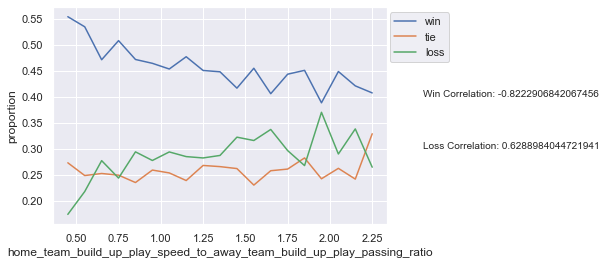 0.55
0.50
0.45
0.40
0.35
0.30
0.25
0.20
proportion
0.50 0.75 1.00 1.25 1.50 1.75 2.00 2.25
home_team_build_up_play_speed_to_away_team_build_up_play_passing_ratio
win
tie
loss
Win Correlation: -0.8222906842067456
Loss Correlation: 0.6288984044721941